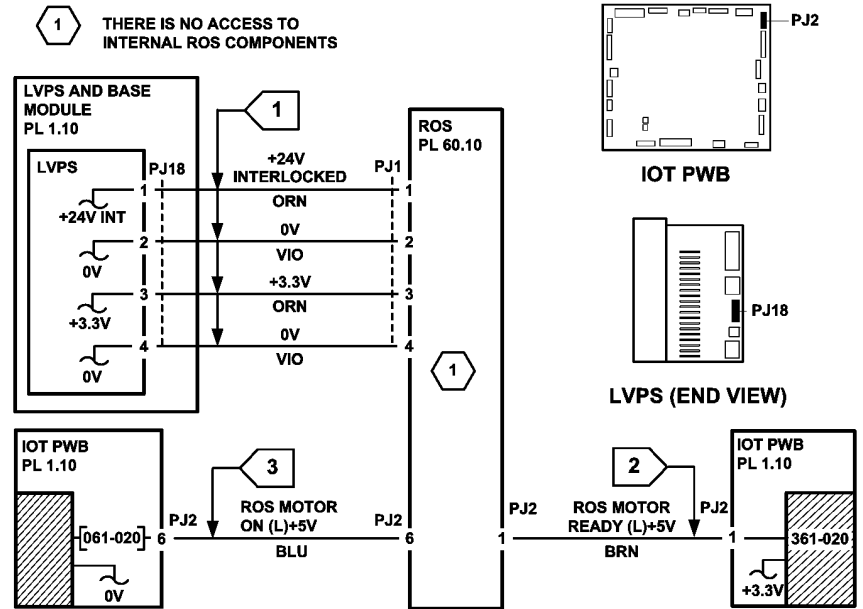 1
THERE IS NO ACCESS TO
INTERNAL ROS COMPONENTS
PJ2
IOT PWB
LVPS AND BASE
MODULE
PL 1.10
1
ROS
PL 60.10
LVPS
PJ18
+24V
INTERLOCKED
PJ1
1
1
+24V INT
ORN
0V
2
2
0V
VIO
+3.3V
3
3
+3.3V
ORN
0V
4
4
0V
VIO
1
PJ18
LVPS (END VIEW)
IOT PWB
PL 1.10
3
2
IOT PWB
PL 1.10
PJ2
ROS MOTOR
ON (L)+5V
PJ2
PJ2
ROS MOTOR
READY (L)+5V
PJ2
[061-020]
6
6
1
1
361-020
BLU
BRN
0V
+3.3V